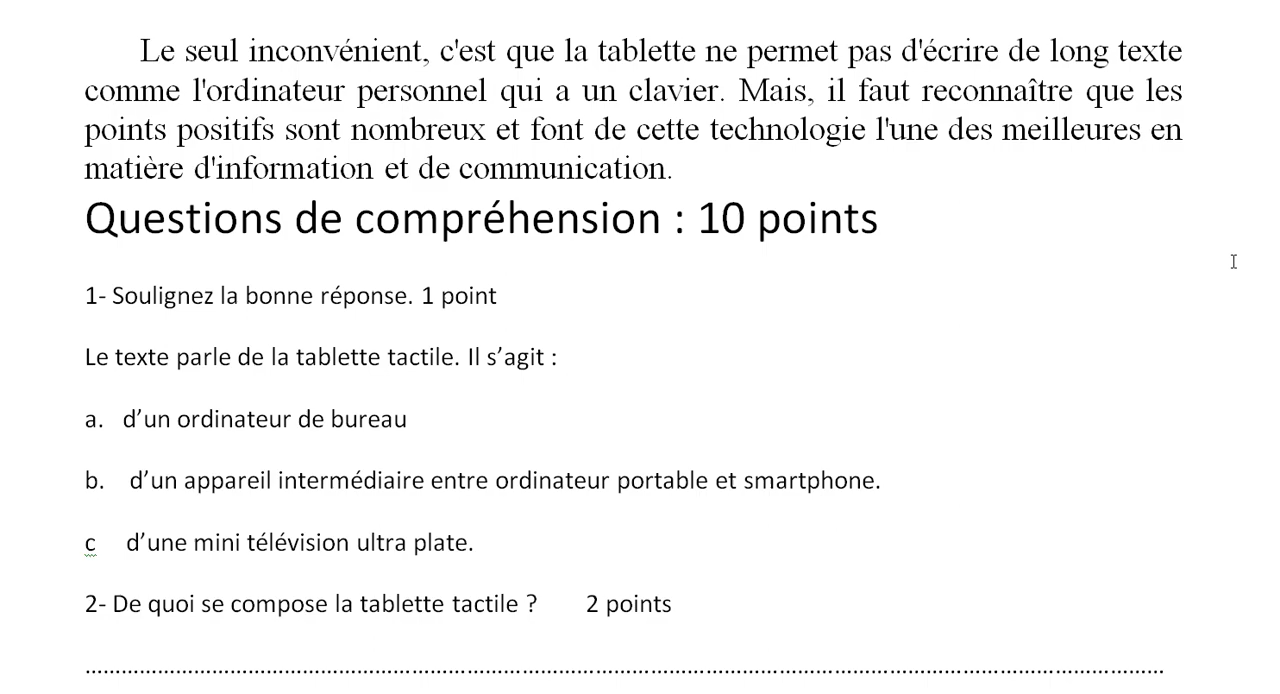 Le seul inconvénient, c'est que la tablette ne permet pas d'écrire de long texte
comme l'ordinateur personnel qui a un clavier. Mais, il faut reconnaître que les
points positifs sont nombreux et font de cette technologie l'une des meilleures en
matière d'information et de communication.
Questions de compréhension : 10 points
1- Soulignez la bonne réponse. 1 point
Le texte parle de la tablette tactile. Il s’agit :
a. d’un ordinateur de bureau
b. d’un appareil intermédiaire entre ordinateur portable et smartphone.
c d’une mini télévision ultra plate.
2- De quoi se compose la tablette tactile ? 2 points
....................................................................................................................................................................................